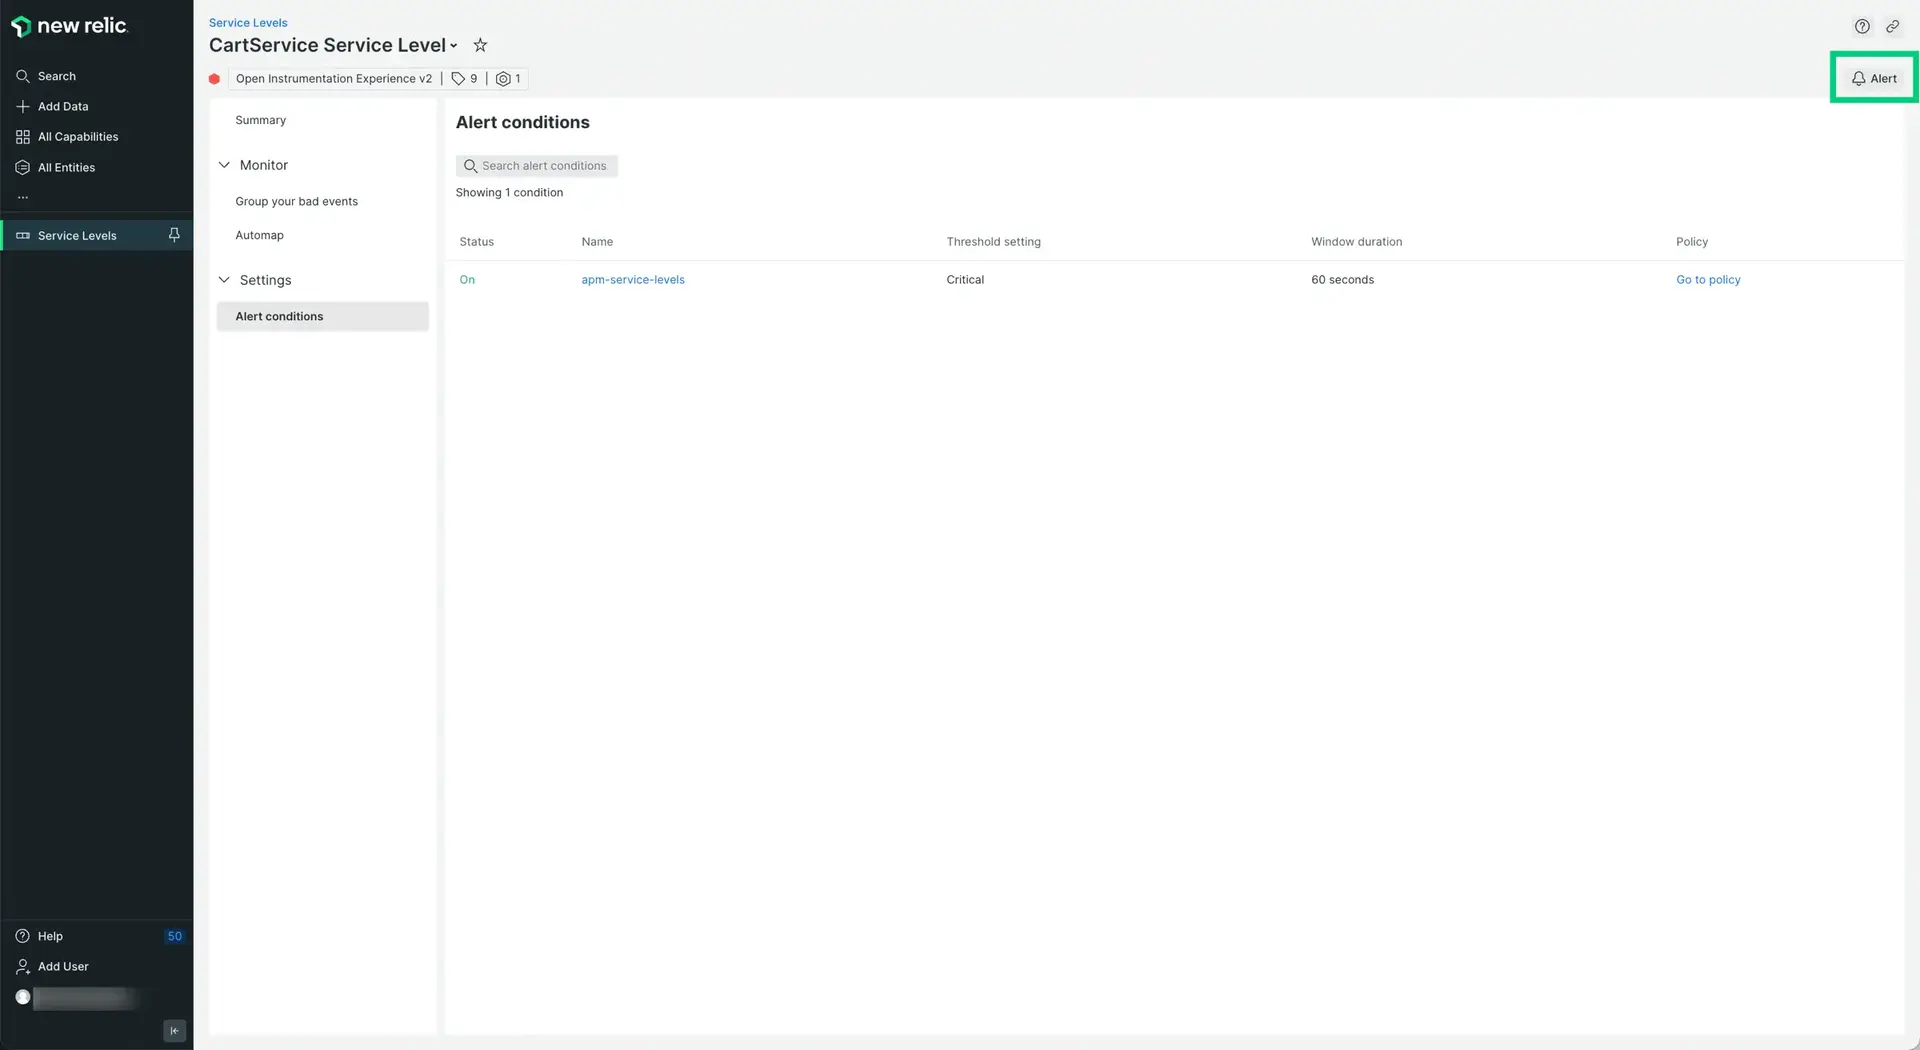 new relic.
Search
Add Data
All Capabilities
All Entities
...
Service Levels
Help 50
Add User
Service Levels
CartService Service Level
Open Instrumentation Experience v2 | 9 | 1
Alert
Summary
Monitor
Group your bad events
Automap
Settings
Alert conditions
Alert conditions
Search alert conditions
Showing 1 condition
Status Name Threshold setting Window duration Policy
On apm-service-levels Critical 60 seconds Go to policy